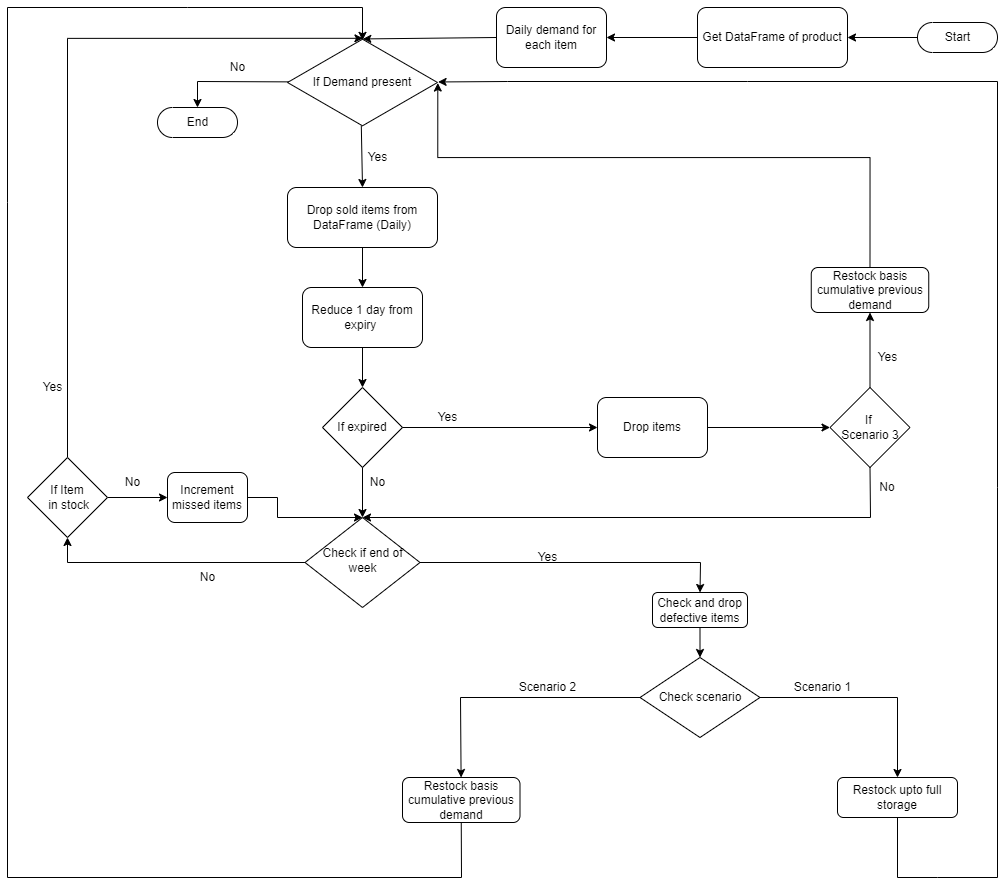 Daily demand for
each item
Get DataFrame of product
Start
No
If Demand present
End
Yes
Drop sold items from
DataFrame (Daily)
Restock basis
cumulative previous
demand
Reduce 1 day from
expiry
Yes
Yes
If expired
Yes
Drop items
If
Scenario 3
No
No
If Item
in stock
No
Increment
missed items
Check if end of
week
Yes
No
Check and drop
defective items
Scenario 2
Check scenario
Scenario 1
Restock basis
cumulative previous
demand
Restock upto full
storage